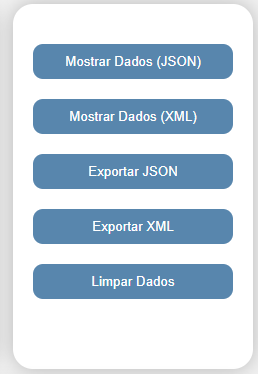 Mostrar Dados (JSON)
Mostrar Dados (XML)
Exportar JSON
Exportar XML
Limpar Dados